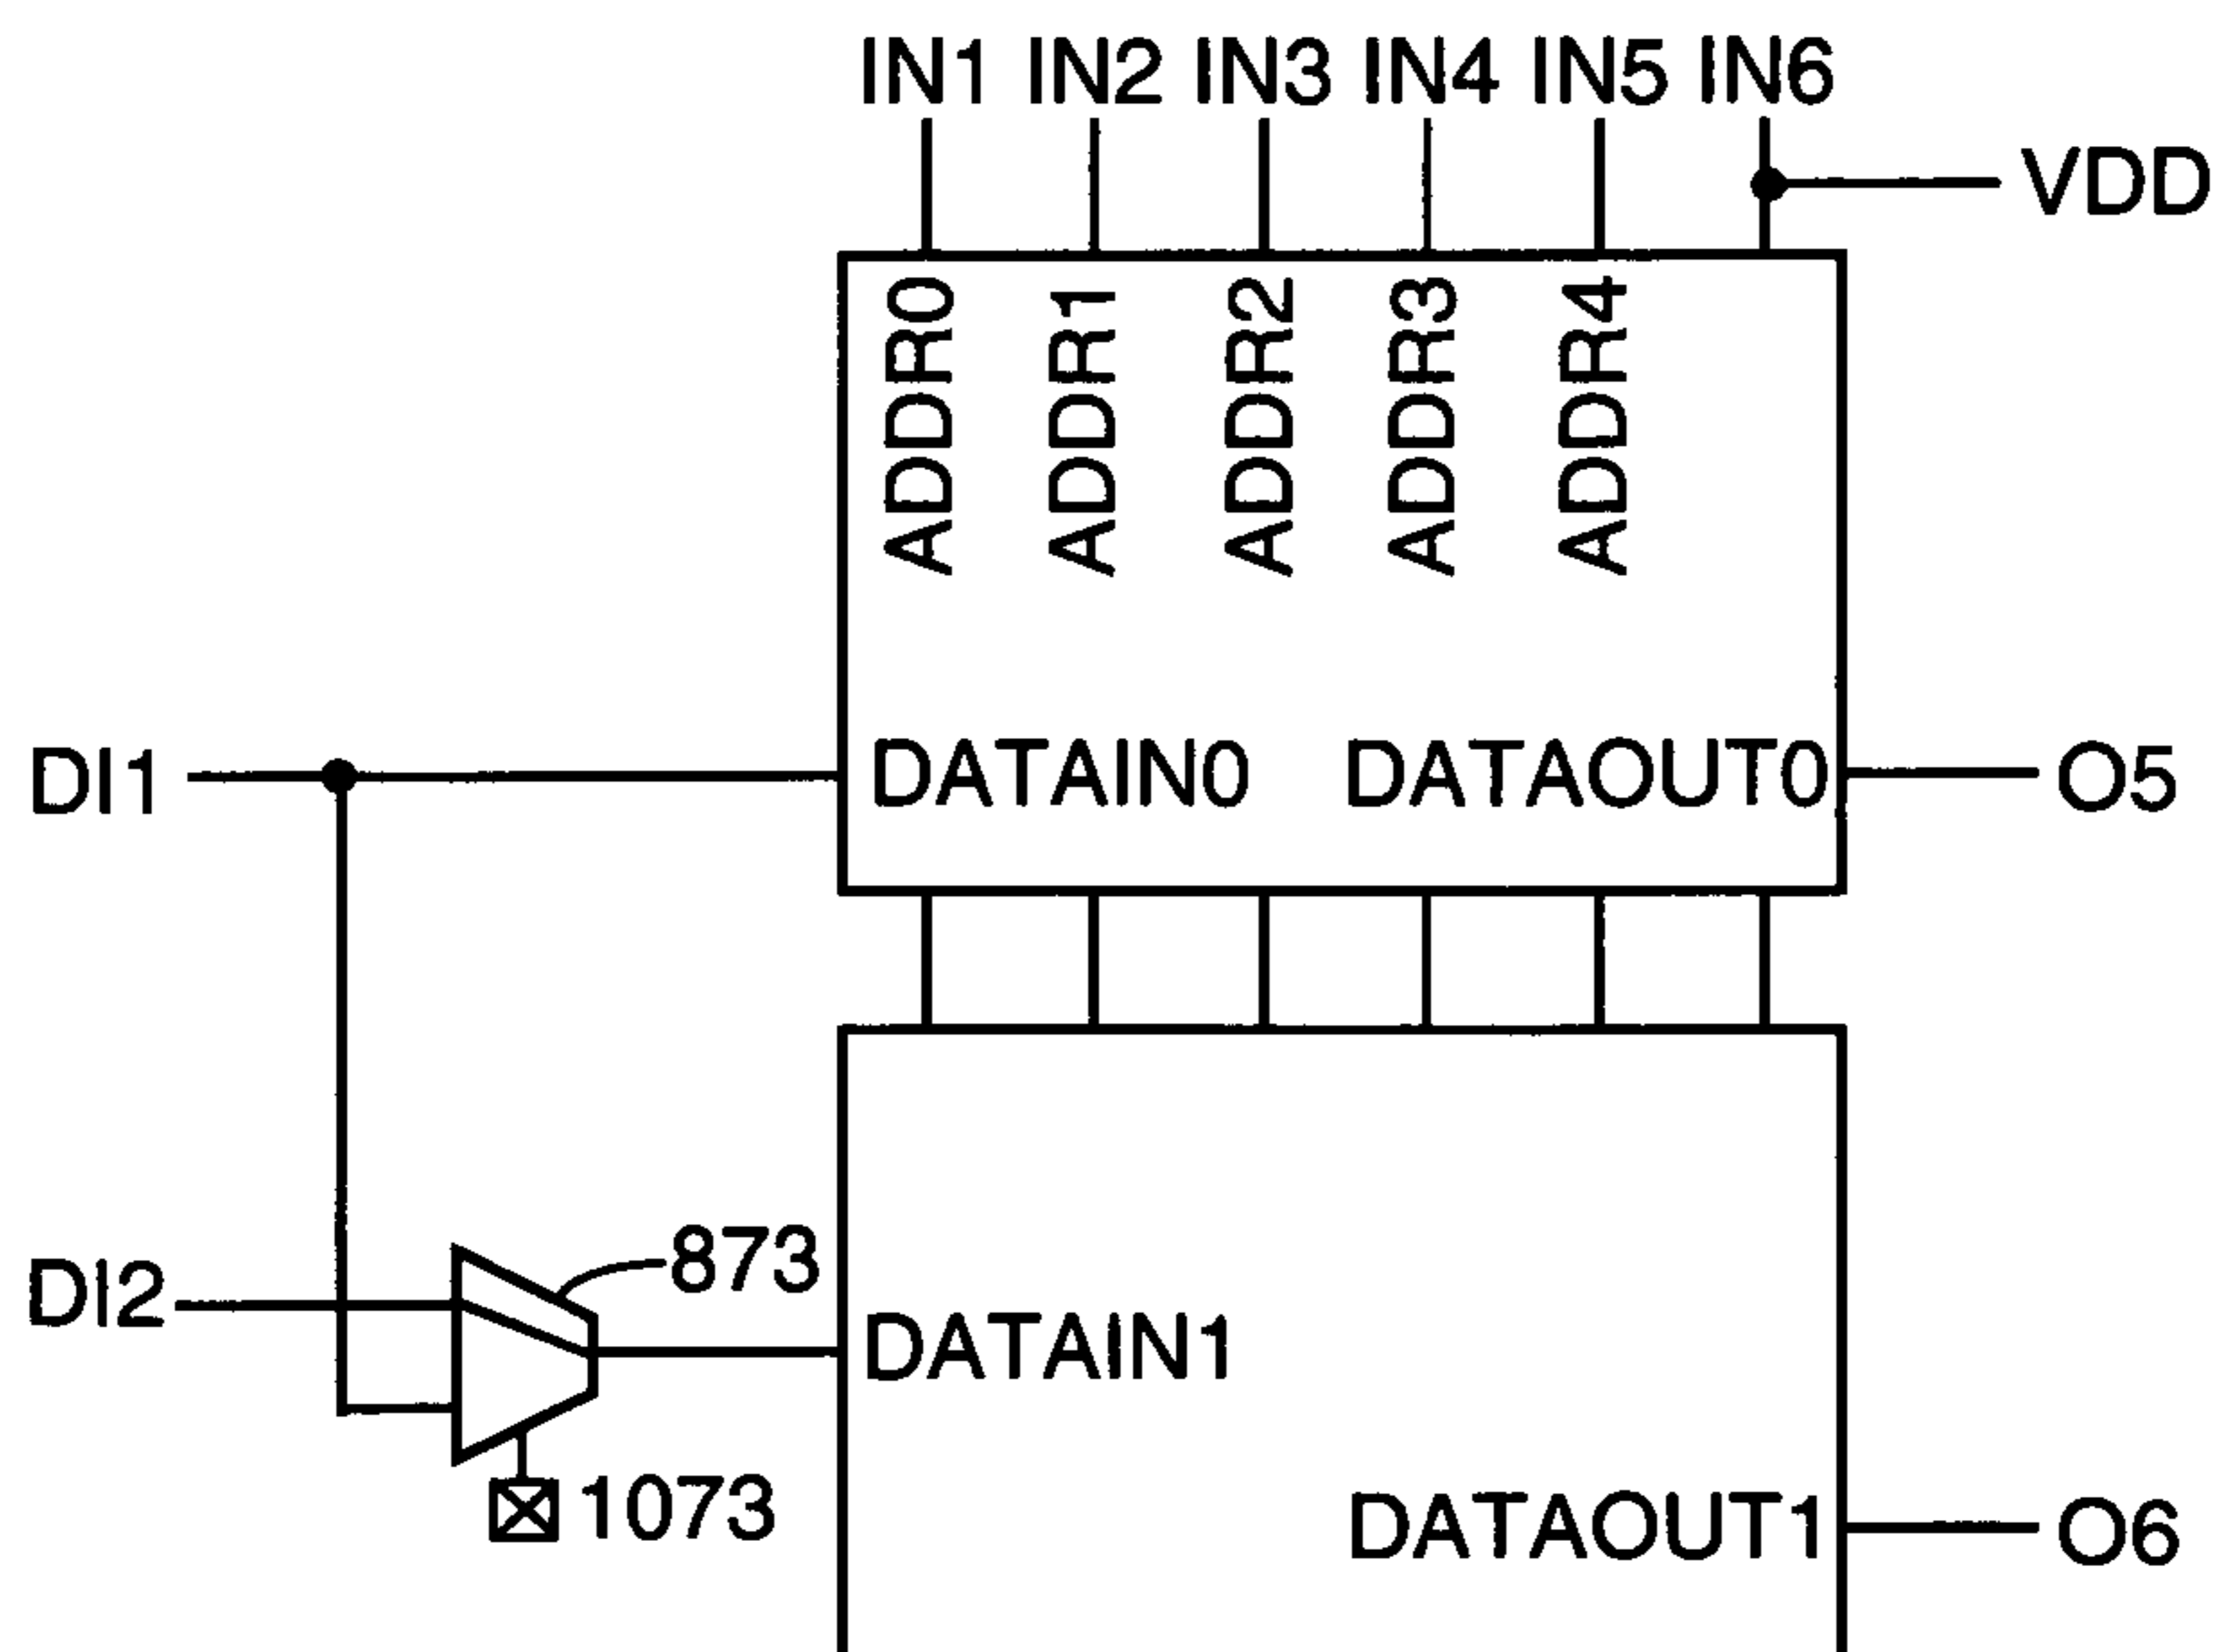 IN1 IN2 IN3 IN4 IN5 IN6
VDD
ADDR0
ADDR1
ADDR2
ADDR3
ADDR4
DI1
DATAIN0 DATAOUT0
O5
873
DI2
DATAIN1
1073
DATAOUT1
O6